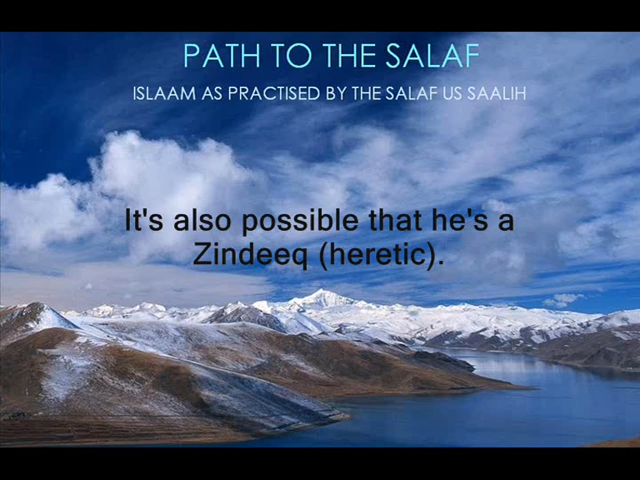 PATH TO THE SALAF
ISLAAM AS PRACTISED BY THE SALAF US SAALIH
It's also possible that he's a
Zindeeq (heretic).